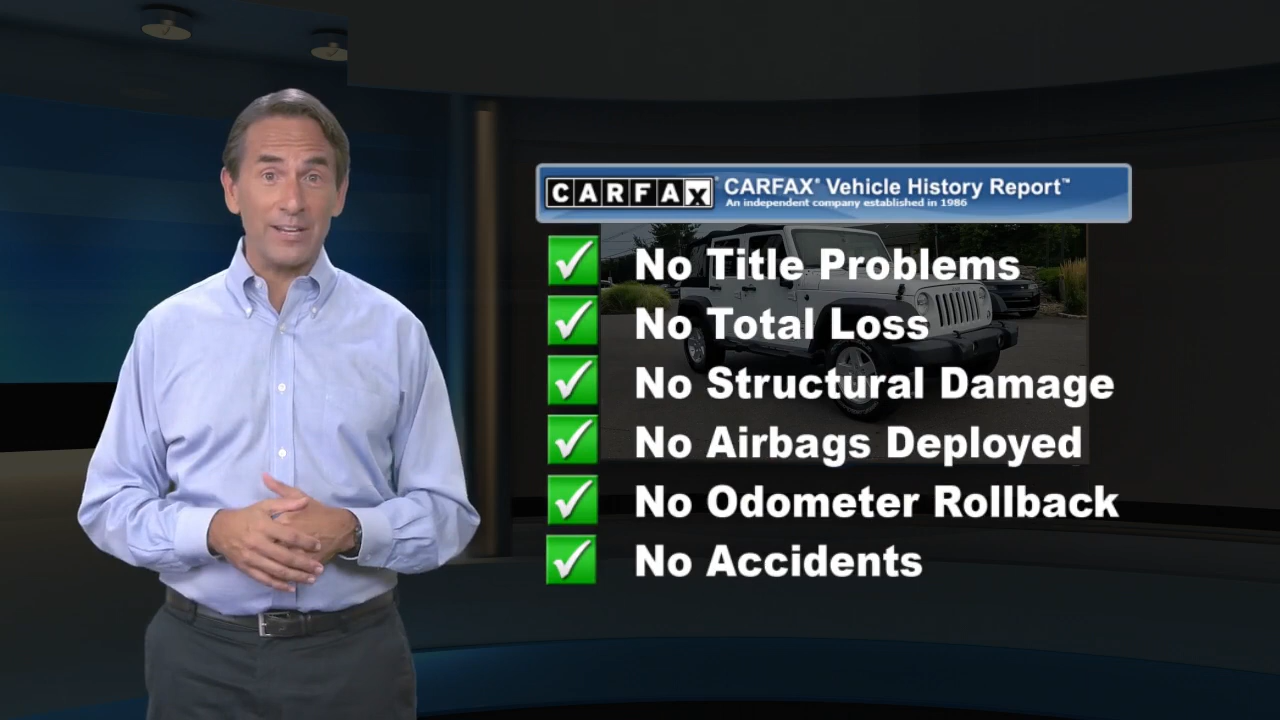 CARFAX® CARFAX® Vehicle History Report™
An independent company established in 1986
No Title Problems
No Total Loss
No Structural Damage
No Airbags Deployed
No Odometer Rollback
No Accidents